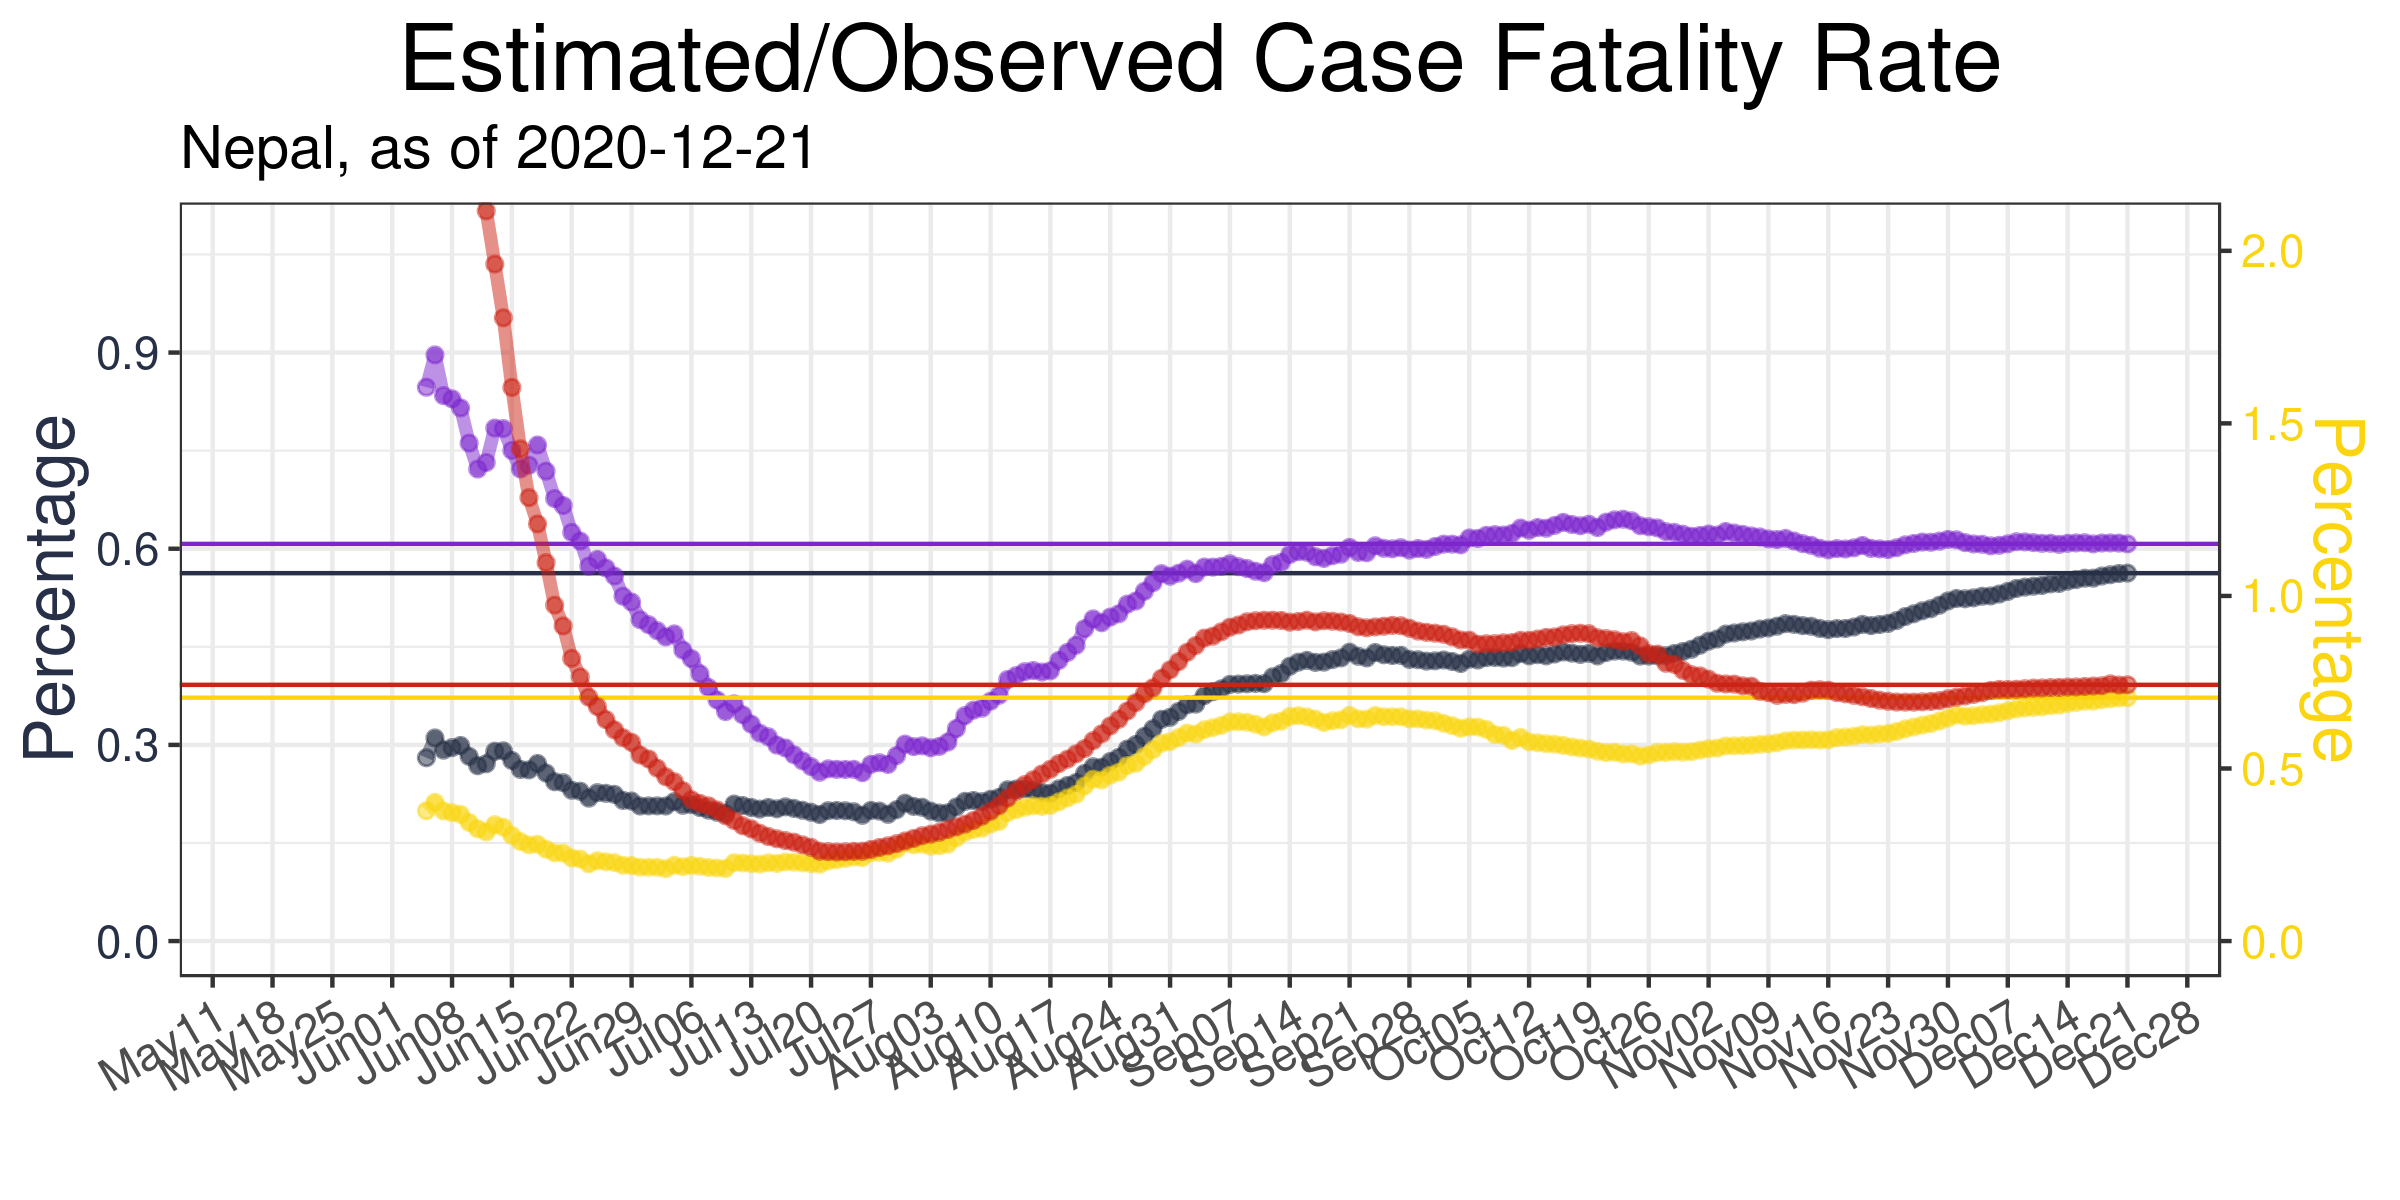 Estimated/Observed Case Fatality Rate
Nepal, as of 2020-12-21
Percentage
0.9
0.6
0.3
0.0
2.0
1.5
1.0
0.5
0.0
Percentage
May11
May18
May25
Jun01
Jun08
Jun15
Jun22
Jun29
Jul06
Jul13
Jul20
Jul27
Aug03
Aug10
Aug17
Aug24
Aug31
Sep07
Sep14
Sep21
Sep28
Oct05
Oct12
Oct19
Oct26
Nov02
Nov09
Nov16
Nov23
Nov30
Dec07
Dec14
Dec21
Dec28